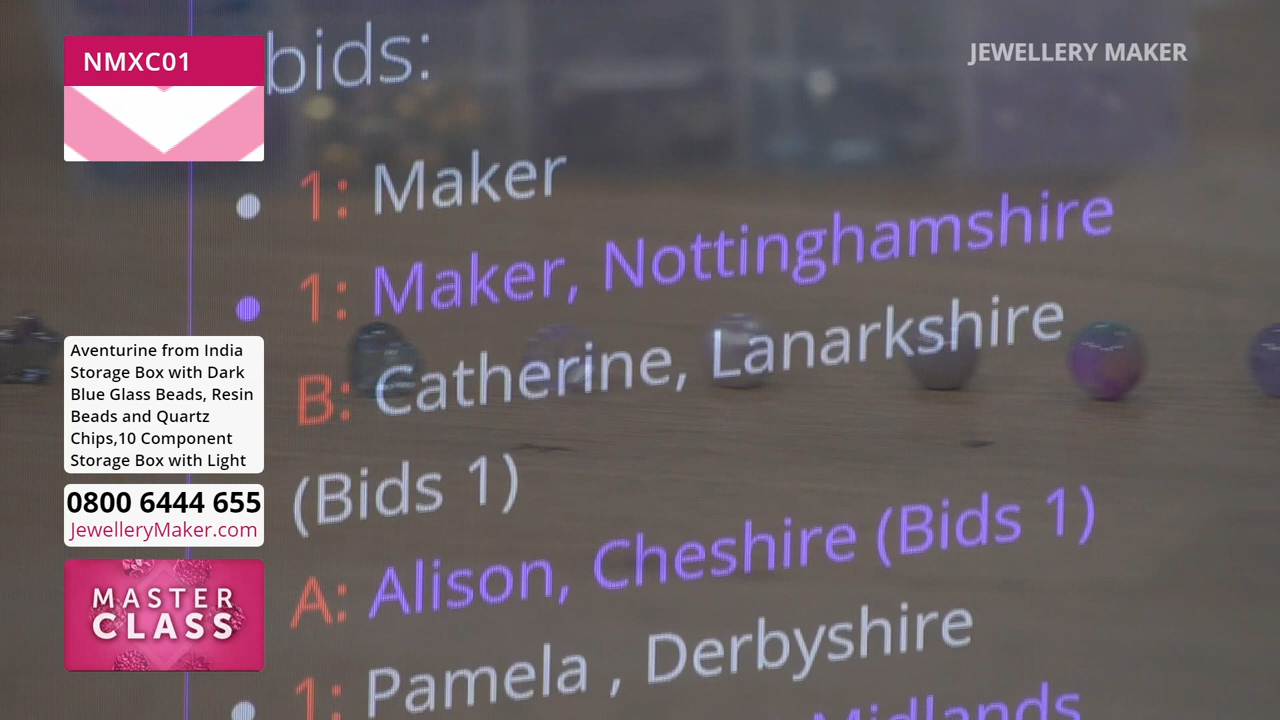 NMXC01
JEWELLERY MAKER
bids:
1: Maker
1: Maker, Nottinghamshire
B: Catherine, Lanarkshire
(Bids 1)
A: Alison, Cheshire (Bids 1)
1: Pamela , Derbyshire
Midlands
Aventurine from India
Storage Box with Dark
Blue Glass Beads, Resin
Beads and Quartz
Chips,10 Component
Storage Box with Light
0800 6444 655
JewelleryMaker.com
MASTER
CLASS